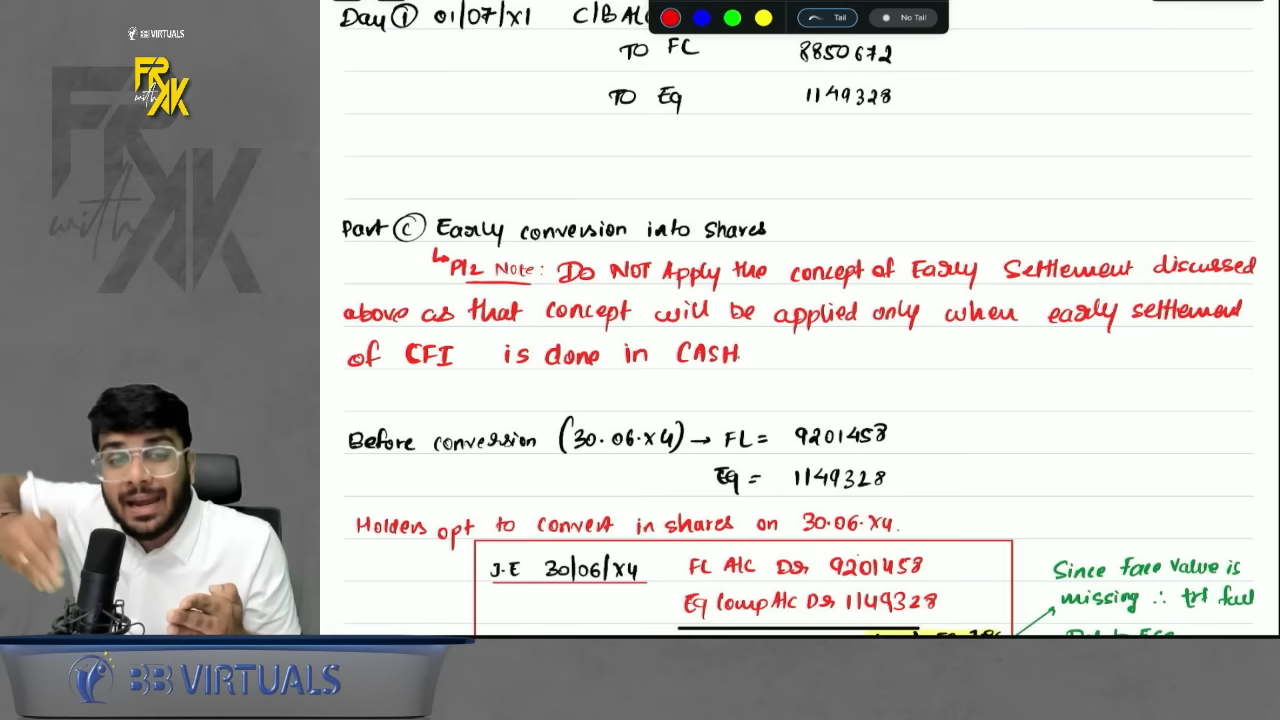 Day ① 01/07/X1 C/B A/c
Tail
No Tail
BB VIRTUALS
FR
with
KK
TO FC 8850672
TO Eq 1149328
Part Ⓒ Early conversion into Shares
Plz Note: Do NOT Apply the concept of Early Settlement discussed
above as that concept will be applied only when early settlement
of CFI is done in CASH
Before conversion (30.06.X4) → FL = 9201458
Eq = 1149328
Holders opt to convert in shares on 30.06.X4.
J.E 30/06/X4 FL A/c Dr 9201458
Eq Comp A/c Dr 1149328
Since face value is
missing ∴ trf full
BB VIRTUALS